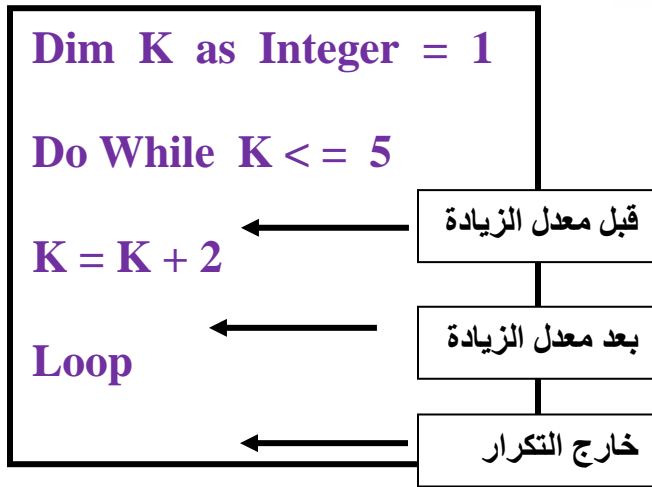 Dim K as Integer = 1
Do While K < = 5
قبل معدل الزيادة
K = K + 2
بعد معدل الزيادة
Loop
خارج التكرار